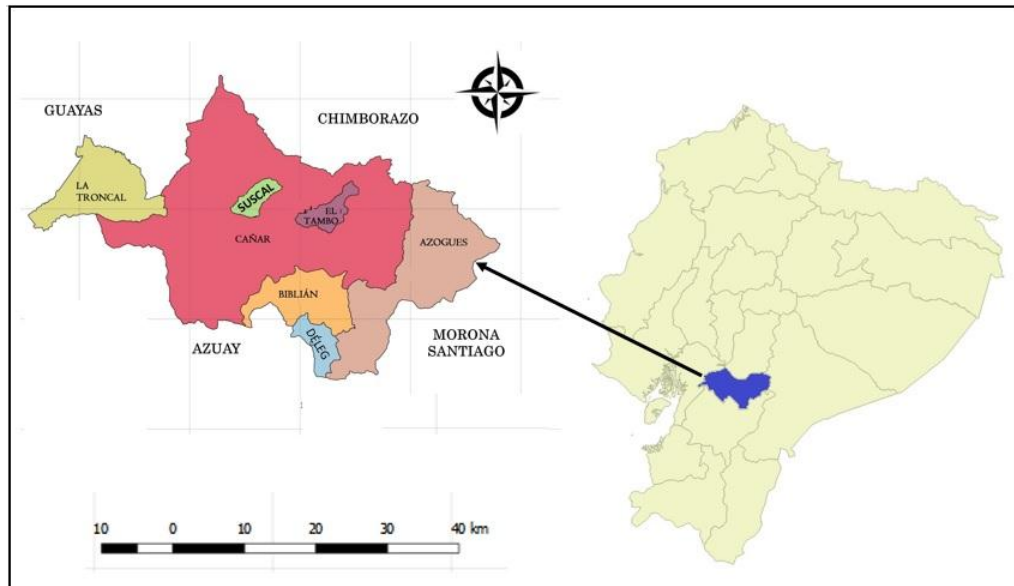 GUAYAS
CHIMBORAZO
LA
TRONCAL
SUSCAL
EL
TAMBO
CAÑAR
AZOGUES
BIBLIÁN
DÉLEG
AZUAY
MORONA
SANTIAGO
10 0 10 20 30 40 km